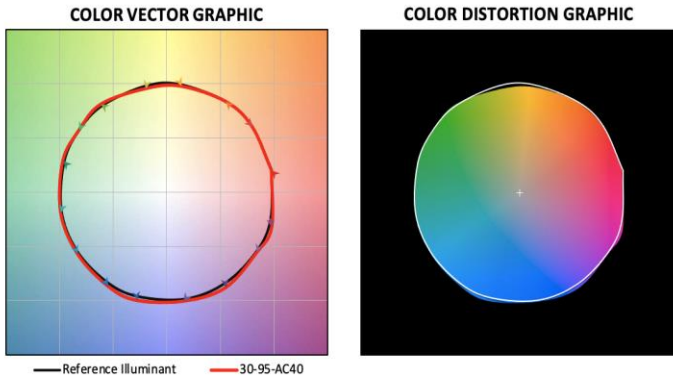 COLOR VECTOR GRAPHIC
COLOR DISTORTION GRAPHIC
Reference Illuminant
30-95-AC40